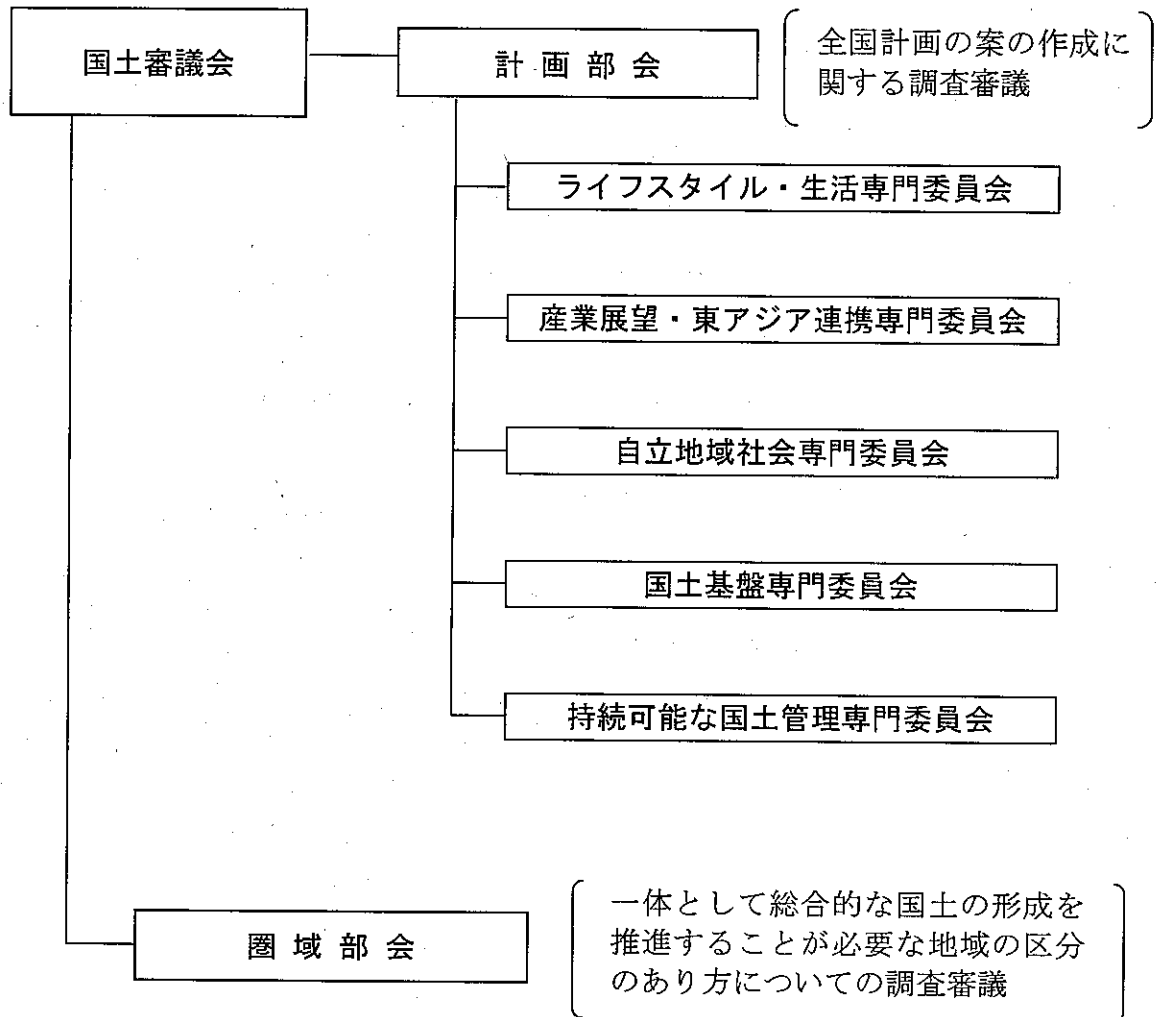 国土審議会
計画部会
全国計画の案の作成に
関する調査審議
ライフスタイル・生活専門委員会
産業展望・東アジア連携専門委員会
自立地域社会専門委員会
国土基盤専門委員会
持続可能な国土管理専門委員会
圏域部会
一体として総合的な国土の形成を
推進することが必要な地域の区分
のあり方についての調査審議